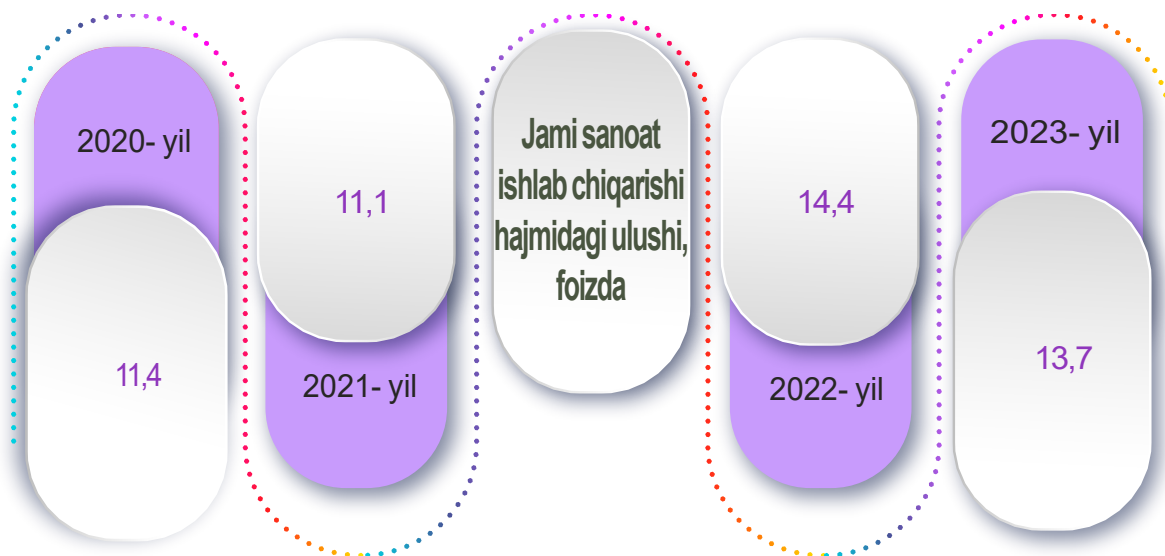 2020- yil
11,4
11,1
2021- yil
Jami sanoat
ishlab chiqarishi
hajmidagi ulushi,
foizda
14,4
2022- yil
2023- yil
13,7